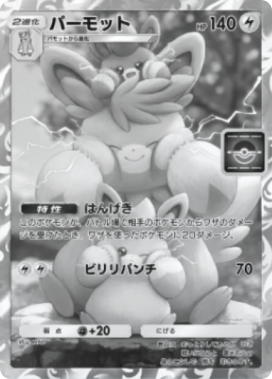 2進化 パーモット HP 140
パモットから進化
特性 はんげき
このポケモンが、バトル場で相手のポケモンからワザのダメー
ジを受けたとき、ワザを使ったポケモンに20ダメージ。
ピリリパンチ 70
弱点 +20 にげる